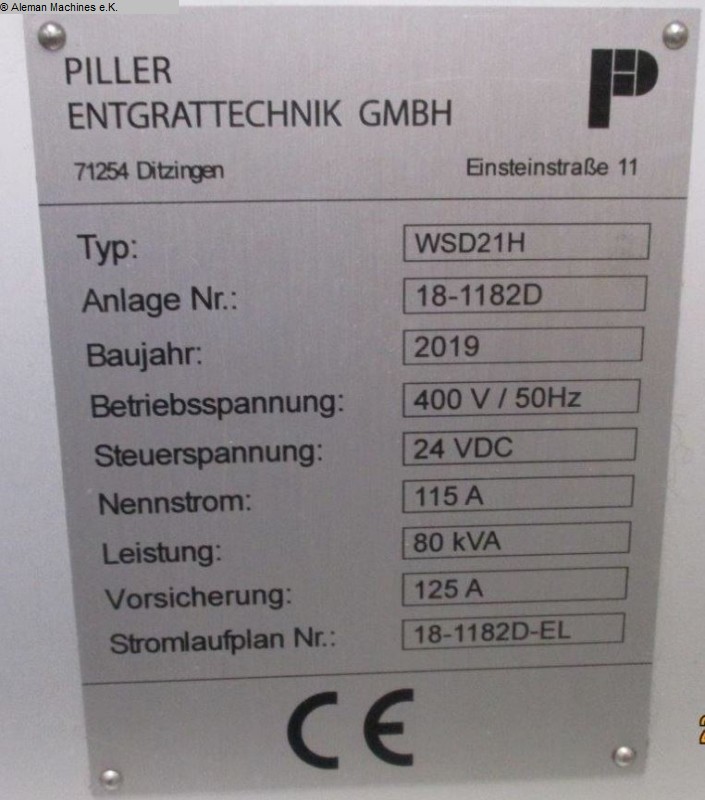 © Aleman Machines e.K.
PILLER
ENTGRATTECHNIK GMBH
71254 Ditzingen Einsteinstraße 11
Typ: WSD21H
Anlage Nr.: 18-1182D
Baujahr: 2019
Betriebsspannung: 400 V / 50Hz
Steuerspannung: 24 VDC
Nennstrom: 115 A
Leistung: 80 kVA
Vorsicherung: 125 A
Stromlaufplan Nr.: 18-1182D-EL
CE